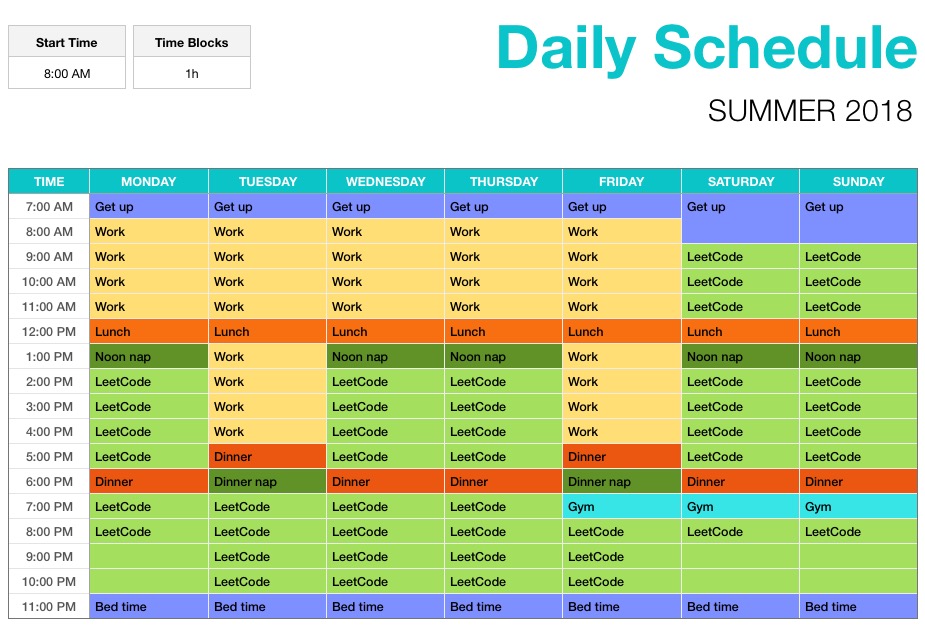 Daily Schedule
Start Time Time Blocks
8:00 AM 1h
SUMMER 2018
TIME MONDAY TUESDAY WEDNESDAY THURSDAY FRIDAY SATURDAY SUNDAY
7:00 AM Get up Get up Get up Get up Get up Get up Get up
8:00 AM Work Work Work Work Work
9:00 AM Work Work Work Work Work LeetCode LeetCode
10:00 AM Work Work Work Work Work LeetCode LeetCode
11:00 AM Work Work Work Work Work LeetCode LeetCode
12:00 PM Lunch Lunch Lunch Lunch Lunch Lunch Lunch
1:00 PM Noon nap Work Noon nap Noon nap Work Noon nap Noon nap
2:00 PM LeetCode Work LeetCode LeetCode Work LeetCode LeetCode
3:00 PM LeetCode Work LeetCode LeetCode Work LeetCode LeetCode
4:00 PM LeetCode Work LeetCode LeetCode Work LeetCode LeetCode
5:00 PM LeetCode Dinner LeetCode LeetCode Dinner LeetCode LeetCode
6:00 PM Dinner Dinner nap Dinner Dinner Dinner nap Dinner Dinner
7:00 PM LeetCode LeetCode LeetCode LeetCode Gym Gym Gym
8:00 PM LeetCode LeetCode LeetCode LeetCode LeetCode LeetCode LeetCode
9:00 PM LeetCode LeetCode LeetCode LeetCode
10:00 PM LeetCode LeetCode LeetCode LeetCode
11:00 PM Bed time Bed time Bed time Bed time Bed time Bed time Bed time